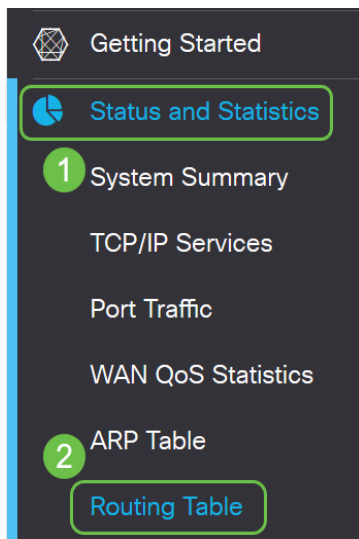 Getting Started
Status and Statistics
1
System Summary
TCP/IP Services
Port Traffic
WAN QoS Statistics
ARP Table
2
Routing Table